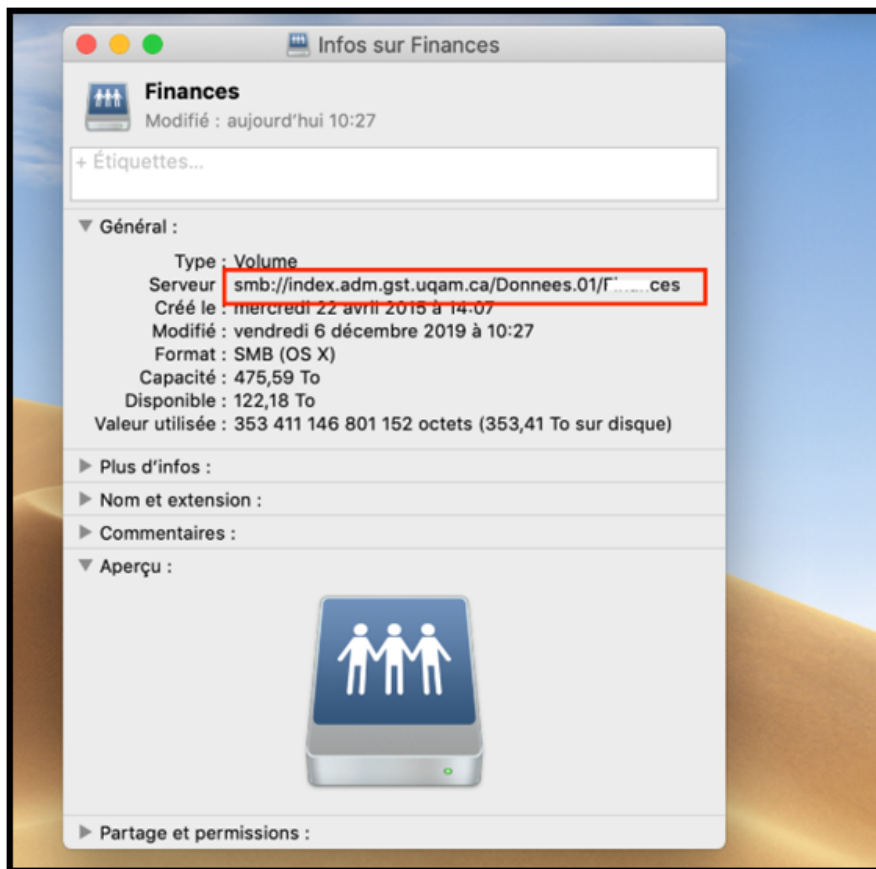 Infos sur Finances
Finances
Modifié : aujourd'hui 10:27
+ Étiquettes...
Général :
Type : Volume
Serveur smb://index.adm.gst.uqam.ca/Donnees.01/
Créé le : mercredi 22 avril 2015 à 14:07
Modifié : vendredi 6 décembre 2019 à 10:27
Format : SMB (OS X)
Capacité : 475,59 To
Disponible : 122,18 To
Valeur utilisée : 353 411 146 801 152 octets (353,41 To sur disque)
Plus d'infos :
Nom et extension :
Commentaires :
Aperçu :
Partage et permissions :